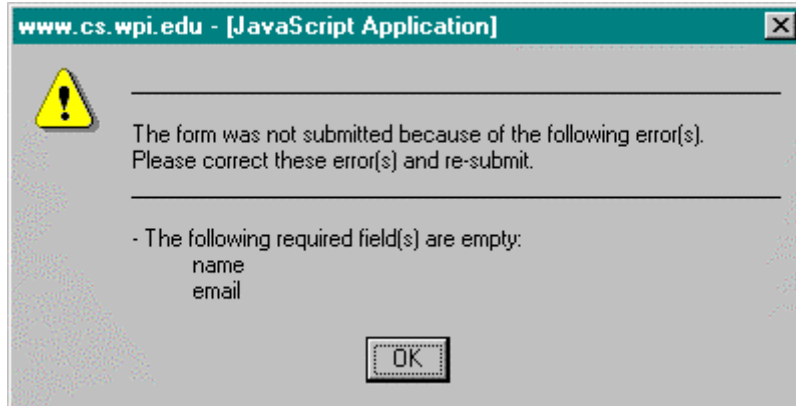 www.cs.wpi.edu - [JavaScript Application]
The form was not submitted because of the following error(s).
Please correct these error(s) and re-submit.
- The following required field(s) are empty:
name
email
OK